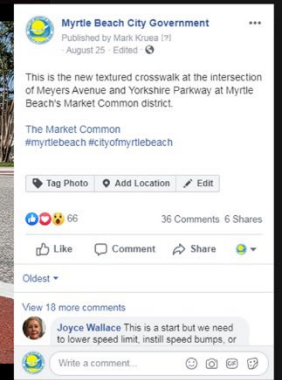 Myrtle Beach City Government
Published by Mark Kruea [?]
· August 25 · Edited ·
This is the new textured crosswalk at the intersection
of Meyers Avenue and Yorkshire Parkway at Myrtle
Beach's Market Common district.
The Market Common
#myrtlebeach #cityofmyrtlebeach
Tag Photo Add Location Edit
66 36 Comments 6 Shares
Like Comment Share
Oldest
View 18 more comments
Joyce Wallace This is a start but we need
to lower speed limit, instill speed bumps, or
Write a comment... GIF